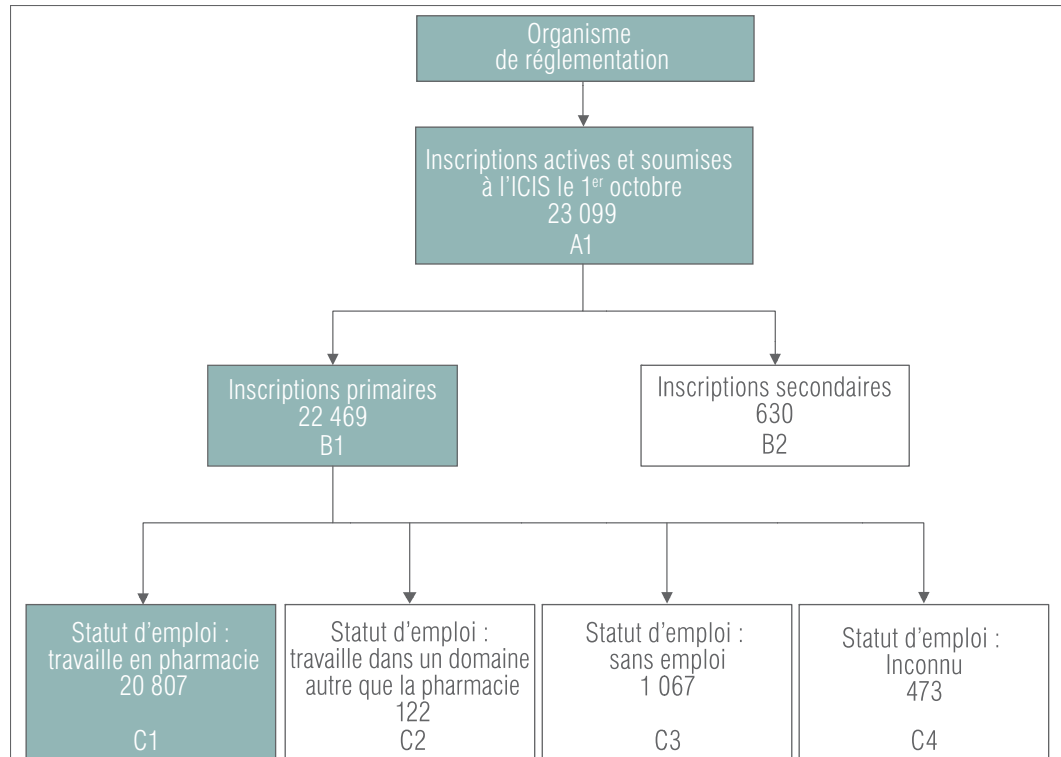 Organisme
de réglementation
Inscriptions actives et soumises
à l'ICIS le 1er octobre
23 099
A1
Inscriptions primaires
22 469
B1
Inscriptions secondaires
630
B2
Statut d'emploi :
travaille en pharmacie
20 807
C1
Statut d'emploi :
travaille dans un domaine
autre que la pharmacie
122
C2
Statut d'emploi :
sans emploi
1 067
C3
Statut d'emploi :
Inconnu
473
C4